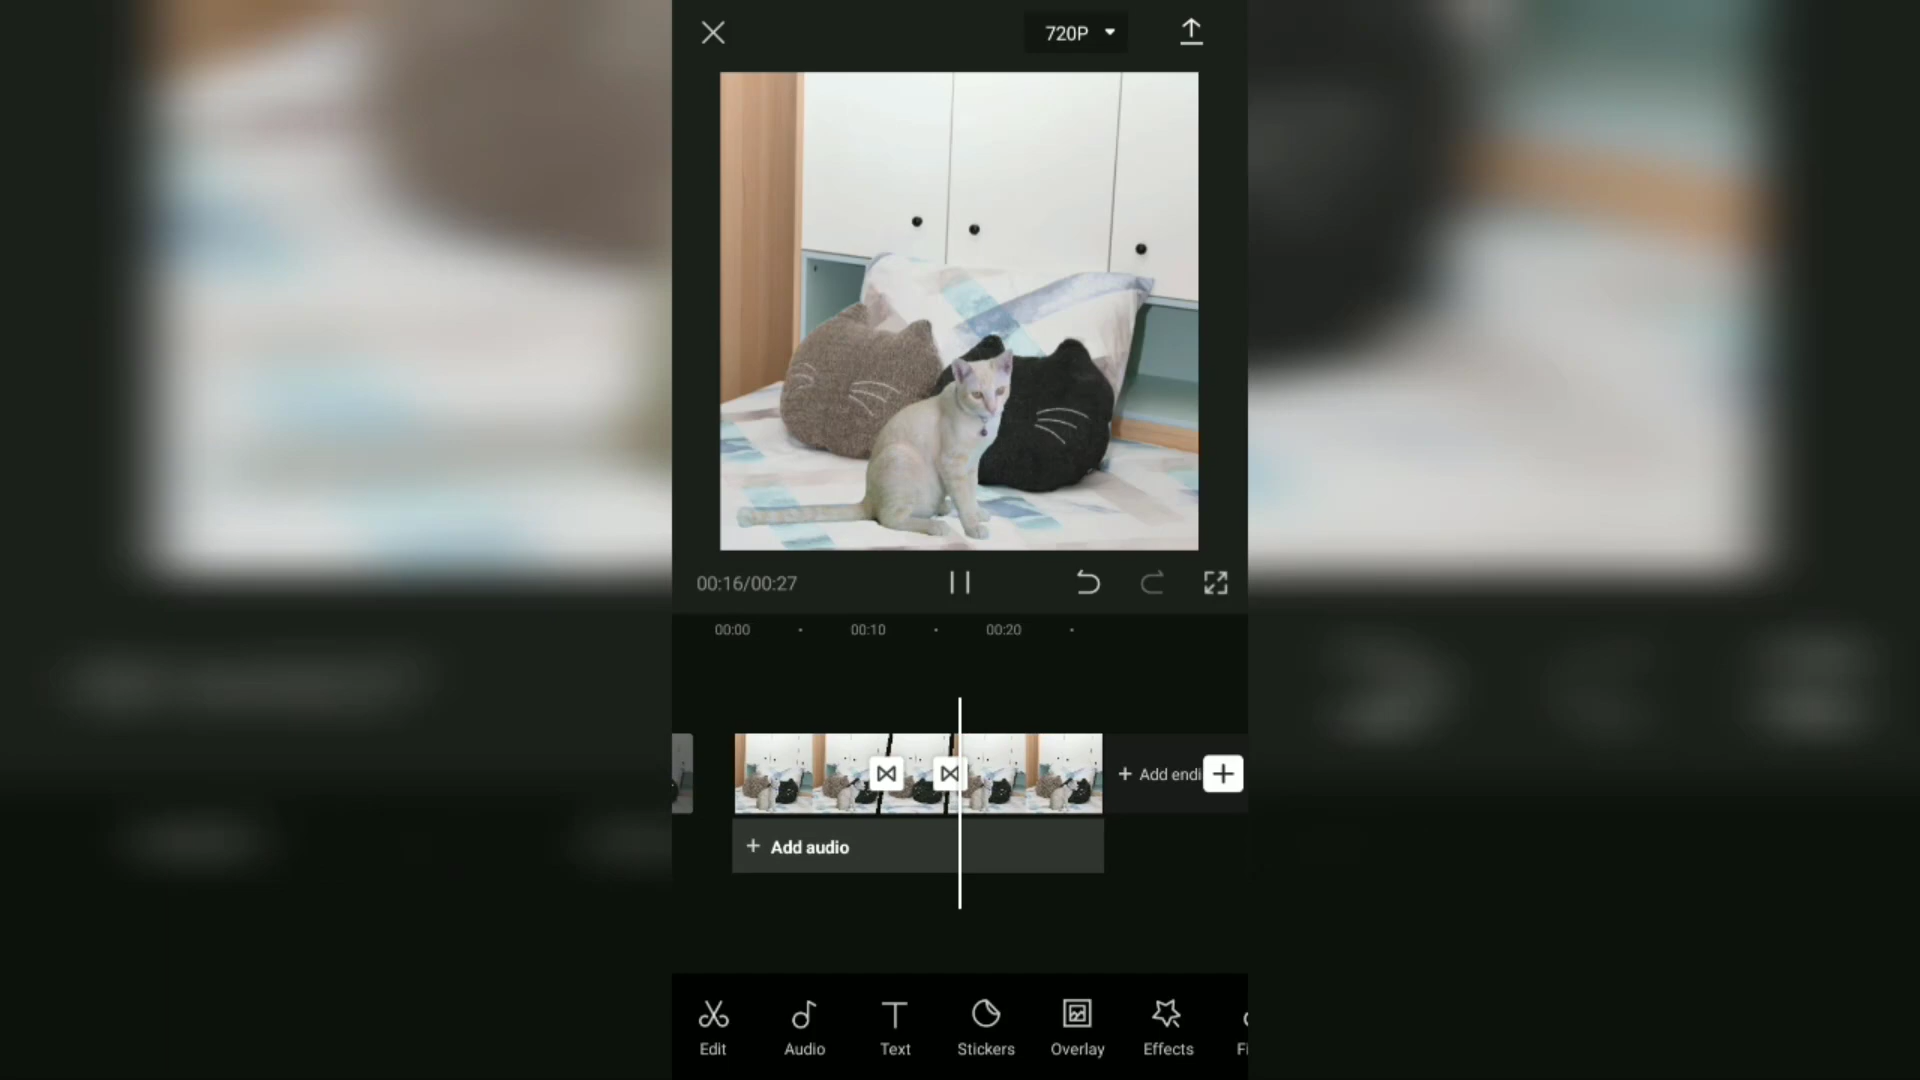 720P
00:16/00:27
00:00 00:10 00:20
+ Add endi
+ Add audio
Edit Audio Text Stickers Overlay Effects Fi